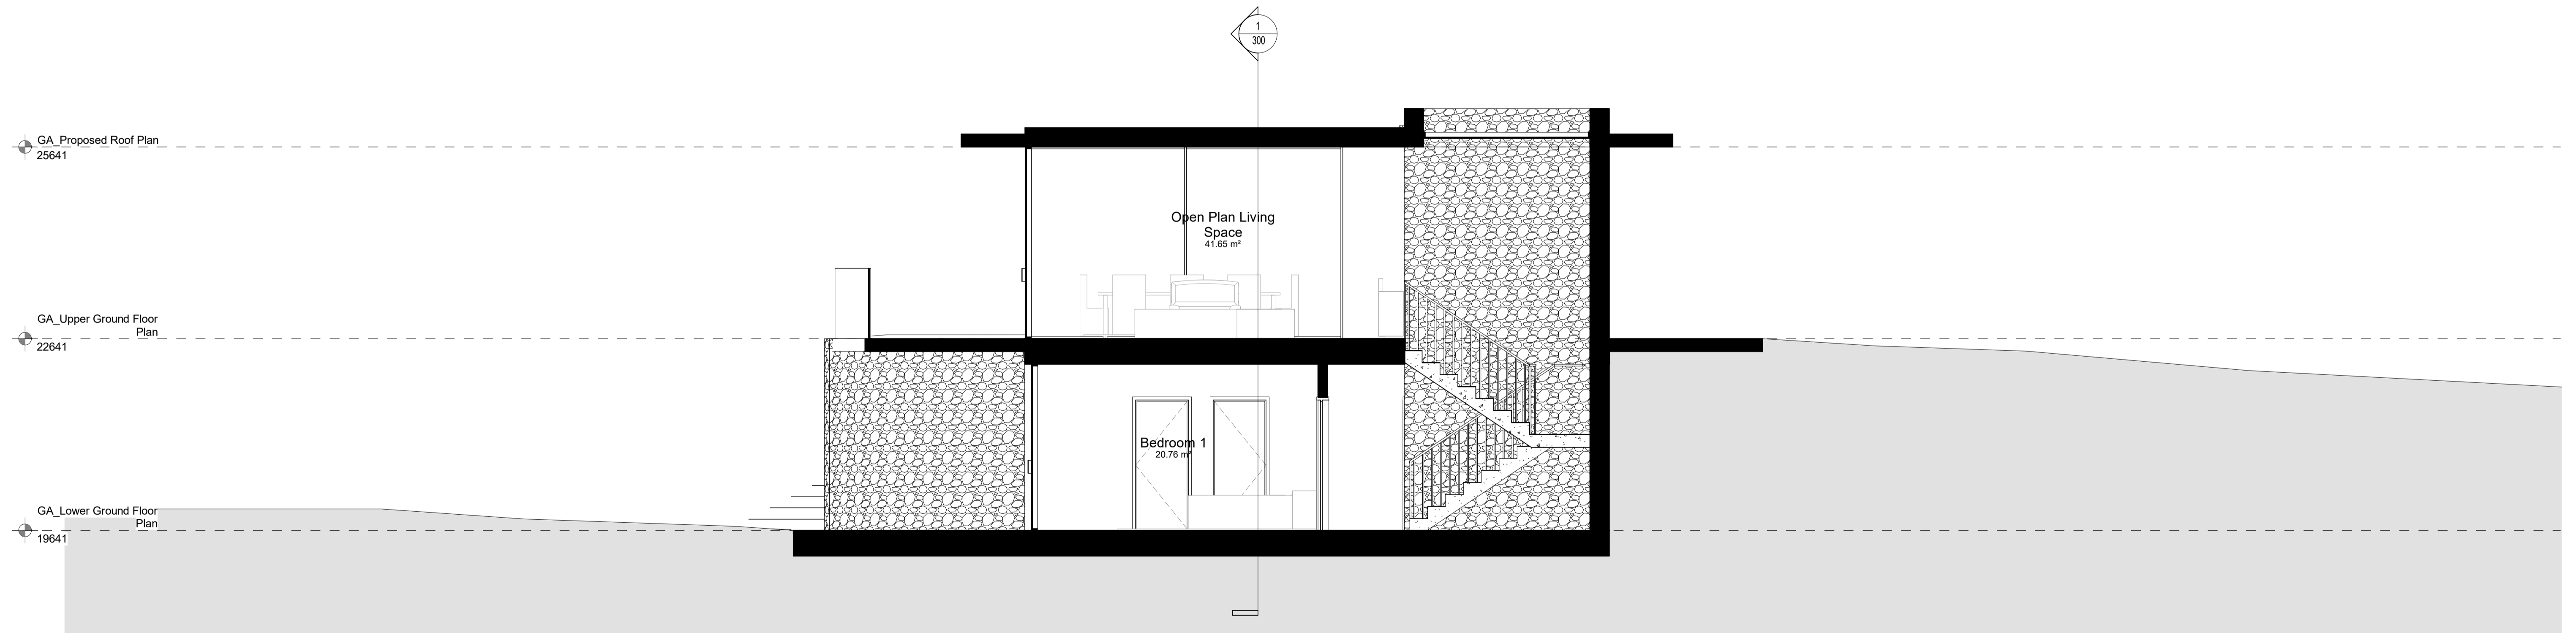 1
300
GA_Proposed Roof Plan
25641
Open Plan Living
Space
41.65 m²
GA_Upper Ground Floor
Plan
22641
Bedroom 1
20.76 m²
GA_Lower Ground Floor
Plan
19641